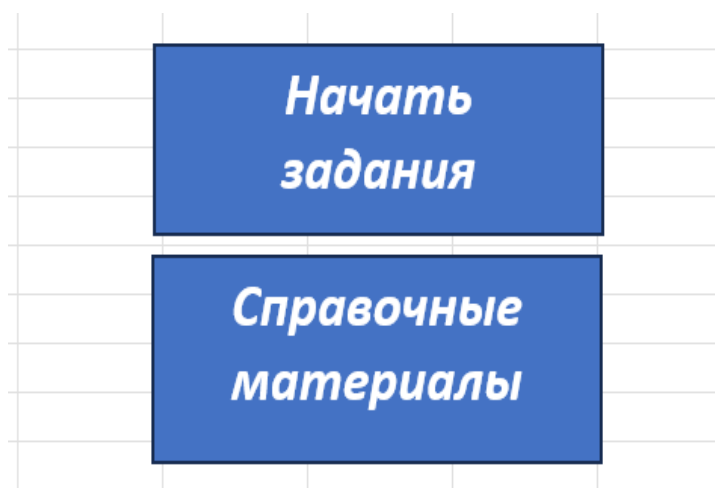 Начать
задания
Справочные
материалы